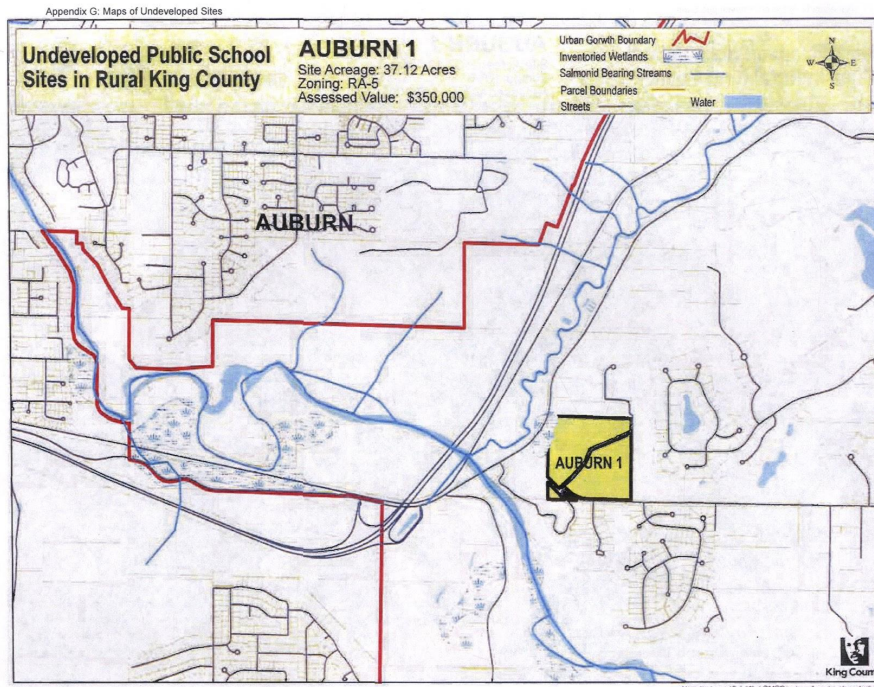 Appendix G: Maps of Undeveloped Sites
Undeveloped Public School
Sites in Rural King County
AUBURN 1
Site Acreage: 37.12 Acres
Zoning: RA-5
Assessed Value: $350,000
Urban Gorwth Boundary
Inventoried Wetlands
Salmonid Bearing Streams
Parcel Boundaries
Streets
Water
N
W E
S
AUBURN
AUBURN 1
King Coun